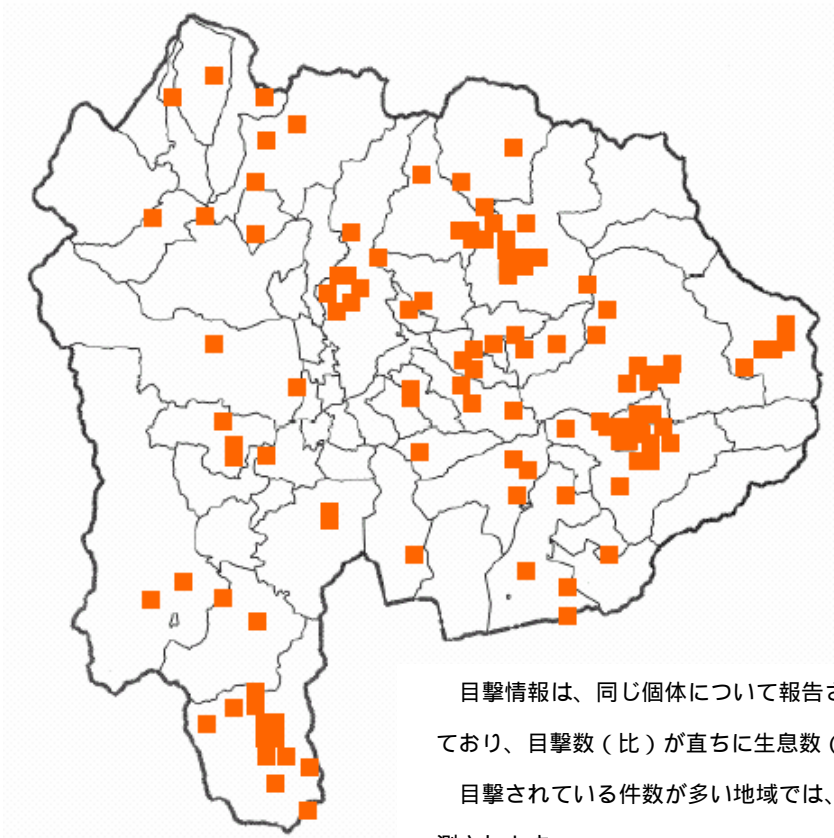 目撃情報は、同じ個体について報告さ
ており、目撃数(比)が直ちに生息数(
目撃されている件数が多い地域では、